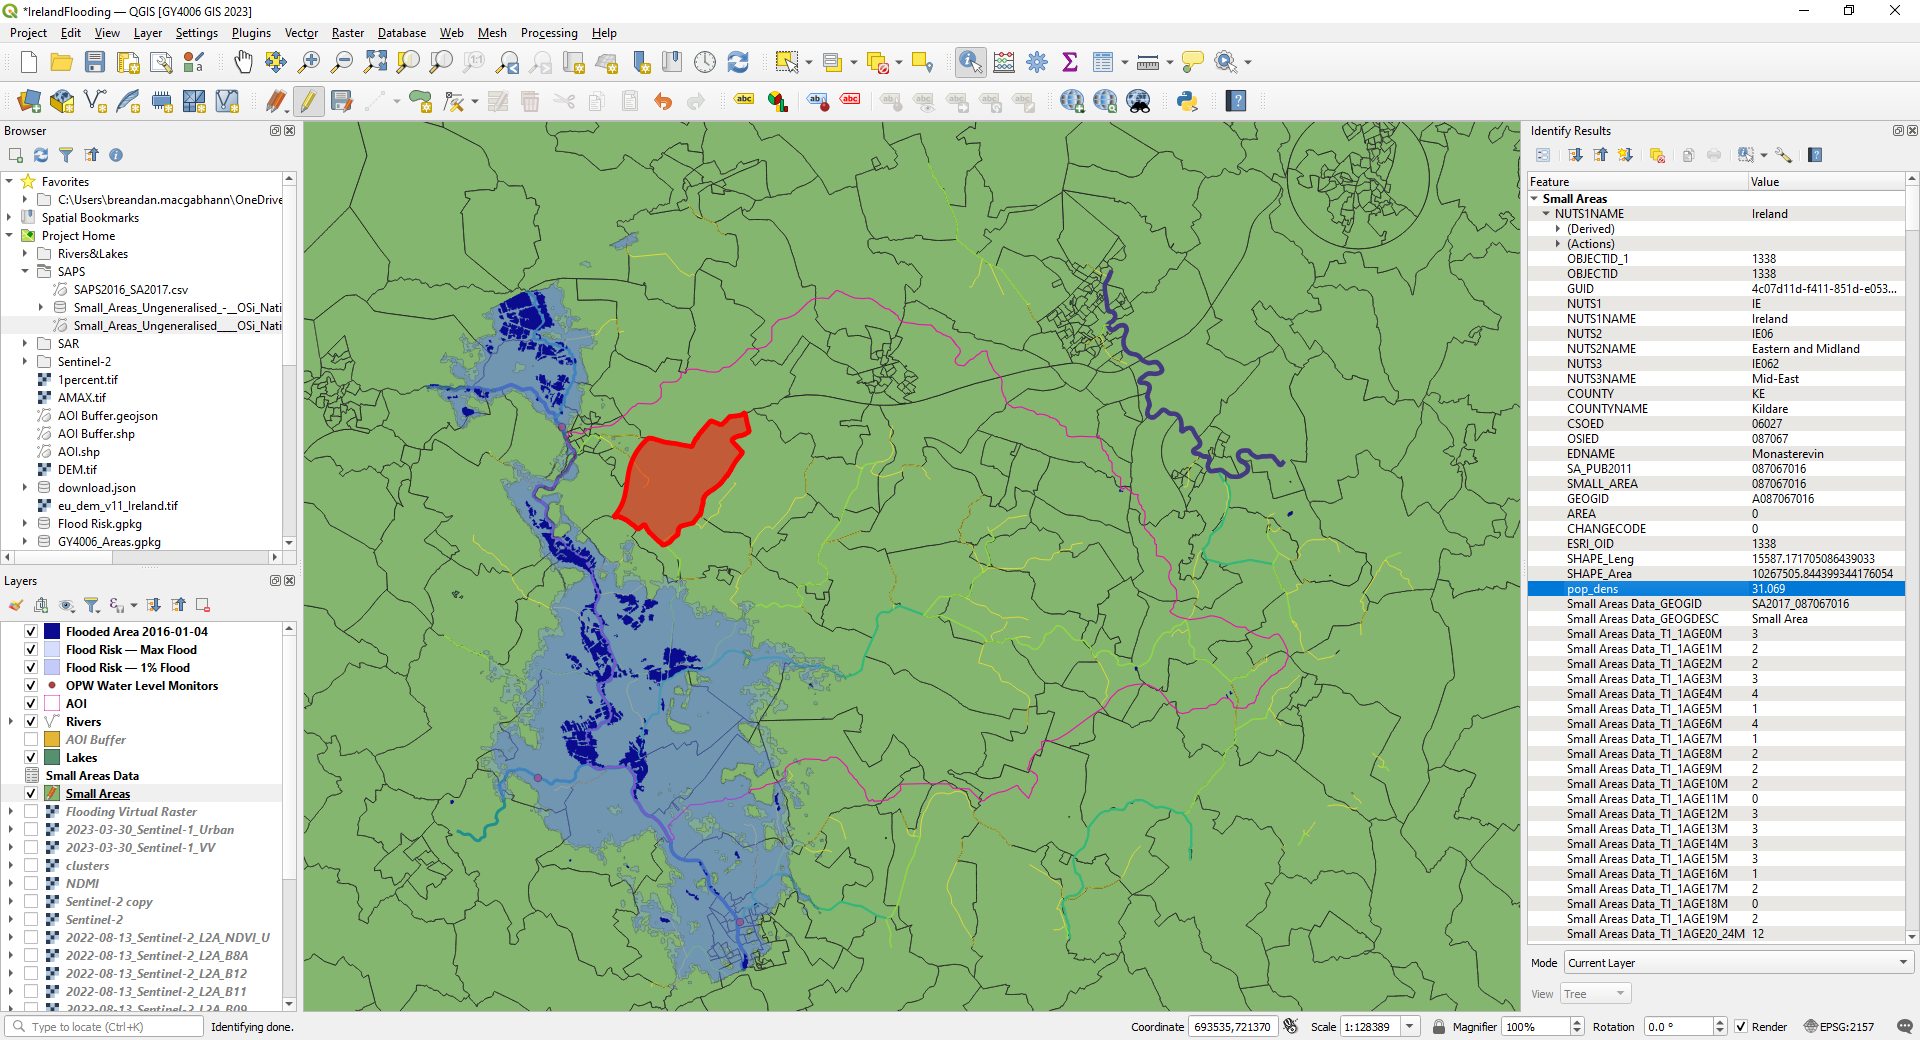 *IrelandFlooding — QGIS [GY4006 GIS 2023]
Project Edit View Layer Settings Plugins Vector Raster Database Web Mesh Processing Help
Browser
Favorites
C:\Users\breandan.macgabhann\OneDrive
Spatial Bookmarks
Project Home
Rivers&Lakes
SAPS
SAPS2016_SA2017.csv
Small_Areas_Ungeneralised_-__OSi_Nati
Small_Areas_Ungeneralised___OSi_Nati
SAR
Sentinel-2
1percent.tif
AMAX.tif
AOI Buffer.geojson
AOI Buffer.shp
AOI.shp
DEM.tif
download.json
eu_dem_v11_Ireland.tif
Flood Risk.gpkg
GY4006_Areas.gpkg
Layers
Flooded Area 2016-01-04
Flood Risk — Max Flood
Flood Risk — 1% Flood
OPW Water Level Monitors
AOI
Rivers
AOI Buffer
Lakes
Small Areas Data
Small Areas
Flooding Virtual Raster
2023-03-30_Sentinel-1_Urban
2023-03-30_Sentinel-1_VV
clusters
NDMI
Sentinel-2 copy
Sentinel-2
2022-08-13_Sentinel-2_L2A_NDVI_U
2022-08-13_Sentinel-2_L2A_B8A
2022-08-13_Sentinel-2_L2A_B12
2022-08-13_Sentinel-2_L2A_B11
2022-08-13_Sentinel-2_L2A_B09
Identify Results
Feature Value
Small Areas
NUTS1NAME Ireland
(Derived)
(Actions)
OBJECTID_1 1338
OBJECTID 1338
GUID 4c07d11d-f411-851d-e053...
NUTS1 IE
NUTS1NAME Ireland
NUTS2 IE06
NUTS2NAME Eastern and Midland
NUTS3 IE062
NUTS3NAME Mid-East
COUNTY KE
COUNTYNAME Kildare
CSOED 06027
OSIED 087067
EDNAME Monasterevin
SA_PUB2011 087067016
SMALL_AREA 087067016
GEOGID A087067016
AREA 0
CHANGECODE 0
ESRI_OID 1338
SHAPE_Leng 15587.171705086439033
SHAPE_Area 10267505.844399344176054
pop_dens 31.069
Small Areas Data_GEOGID SA2017_087067016
Small Areas Data_GEOGDESC Small Area
Small Areas Data_T1_1AGE0M 3
Small Areas Data_T1_1AGE1M 2
Small Areas Data_T1_1AGE2M 2
Small Areas Data_T1_1AGE3M 3
Small Areas Data_T1_1AGE4M 4
Small Areas Data_T1_1AGE5M 1
Small Areas Data_T1_1AGE6M 4
Small Areas Data_T1_1AGE7M 1
Small Areas Data_T1_1AGE8M 2
Small Areas Data_T1_1AGE9M 2
Small Areas Data_T1_1AGE10M 2
Small Areas Data_T1_1AGE11M 0
Small Areas Data_T1_1AGE12M 3
Small Areas Data_T1_1AGE13M 3
Small Areas Data_T1_1AGE14M 3
Small Areas Data_T1_1AGE15M 3
Small Areas Data_T1_1AGE16M 1
Small Areas Data_T1_1AGE17M 2
Small Areas Data_T1_1AGE18M 0
Small Areas Data_T1_1AGE19M 2
Small Areas Data_T1_1AGE20_24M 12
Mode Current Layer
View Tree
Type to locate (Ctrl+K) Identifying done. Coordinate 693535,721370 Scale 1:128389 Magnifier 100% Rotation 0.0 ° Render EPSG:2157